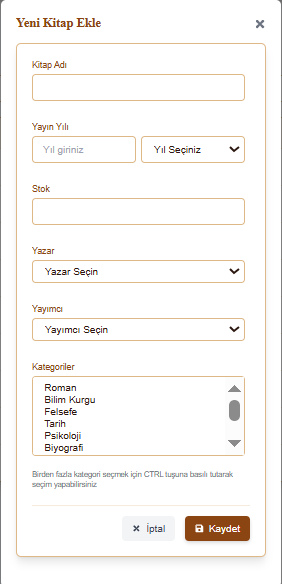 Yeni Kitap Ekle
Kitap Adı
Yayın Yılı
Yıl giriniz
Yıl Seçiniz
Stok
Yazar
Yazar Seçin
Yayımcı
Yayımcı Seçin
Kategoriler
Roman
Bilim Kurgu
Felsefe
Tarih
Psikoloji
Biyografi
Birden fazla kategori seçmek için CTRL tuşuna basılı tutarak
seçim yapabilirsiniz
İptal
Kaydet